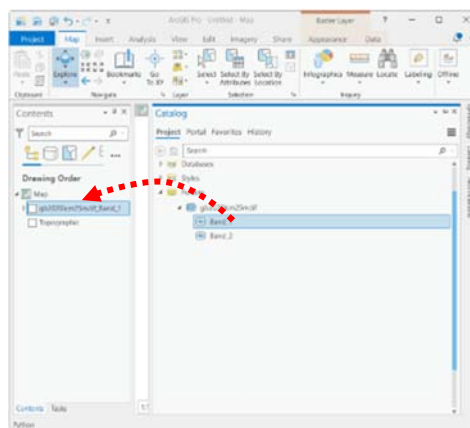 ArcGIS Pro - Untitled - Map
Raster Layer
?
Project
Map
Insert
Analysis
View
Edit
Imagery
Share
Appearance
Data
Paste
Explore
Bookmarks
Go To XY
Select
Select By Attributes
Select By Location
Infographics
Measure
Locate
Labeling
Offline
Clipboard
Navigate
Layer
Selection
Inquiry
Contents
Search
Drawing Order
Map
Topographic
Contents
Tasks
Python
Catalog
Project
Portal
Favorites
History
Search
Databases
Styles
Band_2